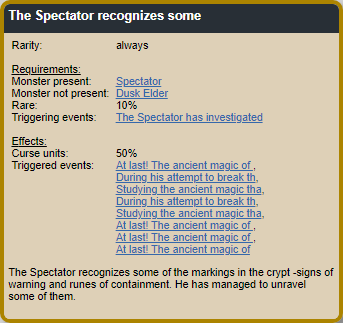 The Spectator recognizes some
Rarity: always
Requirements:
Monster present: Spectator
Monster not present: Dusk Elder
Rare: 10%
Triggering events: The Spectator has investigated
Effects:
Curse units: 50%
Triggered events: At last! The ancient magic of ,
During his attempt to break th,
Studying the ancient magic tha,
During his attempt to break th,
Studying the ancient magic tha,
At last! The ancient magic of ,
At last! The ancient magic of ,
At last! The ancient magic of
The Spectator recognizes some of the markings in the crypt -signs of
warning and runes of containment. He has managed to unravel
some of them.